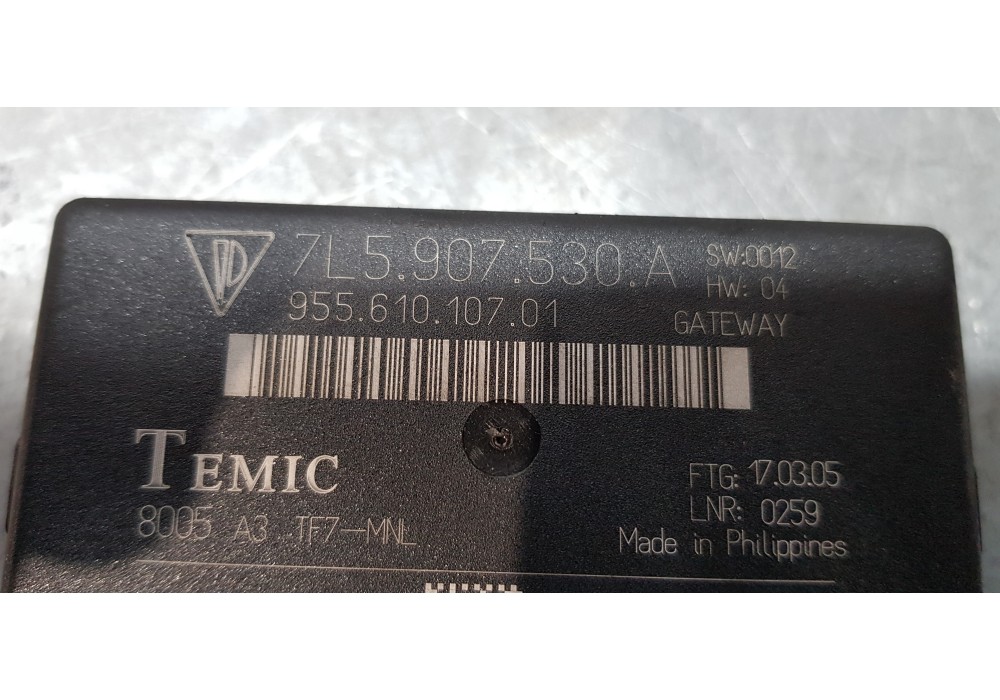 7L5.907.530.A SW:0012
HW: 04
955.610.107.01 GATEWAY
TEMIC
FTG: 17.03.05
8005 A3 TF7-MNL
LNR: 0259
Made in Philippines